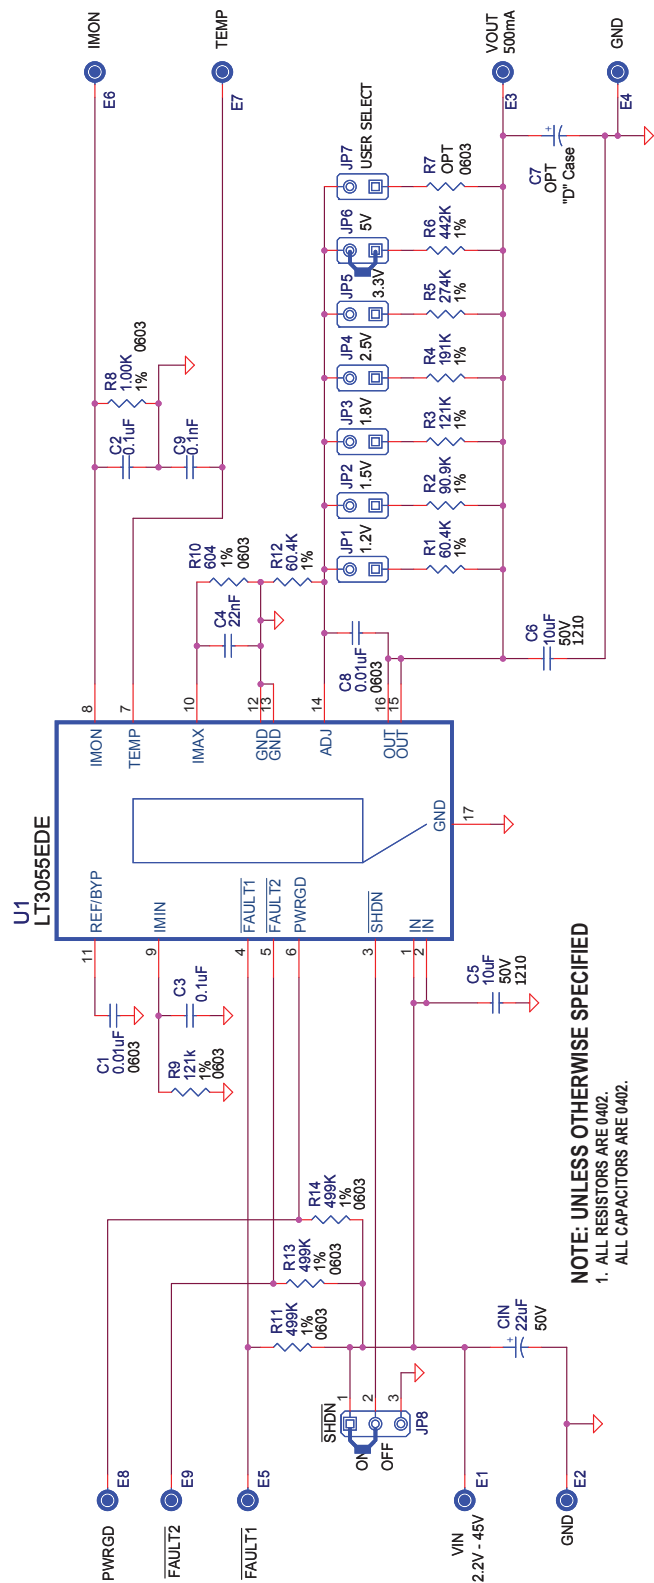 IMON
E6
TEMP
E7
VOUT
500mA
E3
GND
E4
R8
1.00K
1%
0603
C2
0.1uF
C9
0.1nF
JP7
USER SELECT
JP6
5V
JP5
3.3V
JP4
2.5V
JP3
1.8V
JP2
1.5V
JP1
1.2V
R7
OPT
0603
R6
442K
1%
R5
274K
1%
R4
191K
1%
R3
121K
1%
R2
90.9K
1%
R1
60.4K
1%
C7
OPT
"D" Case
+
R10
604
1%
0603
R12
60.4K
1%
C4
22nF
C8
0.01uF
0603
C6
10uF
50V
1210
8
7
10
12
13
14
16
15
IMON
TEMP
IMAX
GND
GND
ADJ
OUT
OUT
GND
17
U1
LT3055EDE
REF/BYP
IMIN
FAULT1
FAULT2
PWRGD
SHDN
IN
IN
11
9
4
5
6
3
1
2
C1
0.01uF
0603
C3
0.1uF
R9
121k
1%
0603
C5
10uF
50V
1210
R14
499K
1%
0603
R13
499K
1%
0603
R11
499K
1%
0603
SHDN
1
2
3
JP8
ON
OFF
CIN
22uF
50V
+
PWRGD
E8
FAULT2
E9
FAULT1
E5
VIN
2.2V - 45V
E1
GND
E2
NOTE: UNLESS OTHERWISE SPECIFIED
1. ALL RESISTORS ARE 0402.
ALL CAPACITORS ARE 0402.